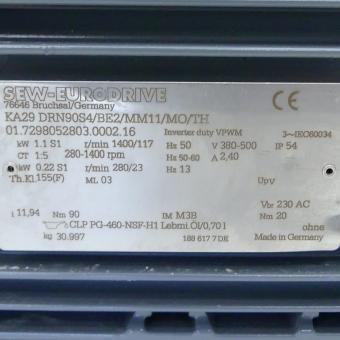 SEW-EURODRIVE
76646 Bruchsal/Germany
CE
KA29 DRN90S4/BE2/MM11/MO/TH
01.7298052803.0002.16 Inverter duty VPWM 3~IEC60034
kW 1.1 S1 r/min 1400/117 Hz 50 V 380-500 IP 54
CT 1:5 280-1400 rpm Hz 50-60 A 2,40
kW 0.22 S1 r/min 280/23 Hz 13
Th.Kl. 155(F) ML 03 Upv
Vbr 230 AC
i 11,94 Nm 90 IM M3B Nm 20
CLP PG-460-NSF-H1 Lebmi.Öl/0,70 l ohne
kg 30.997 188 617 7 DE Made in Germany